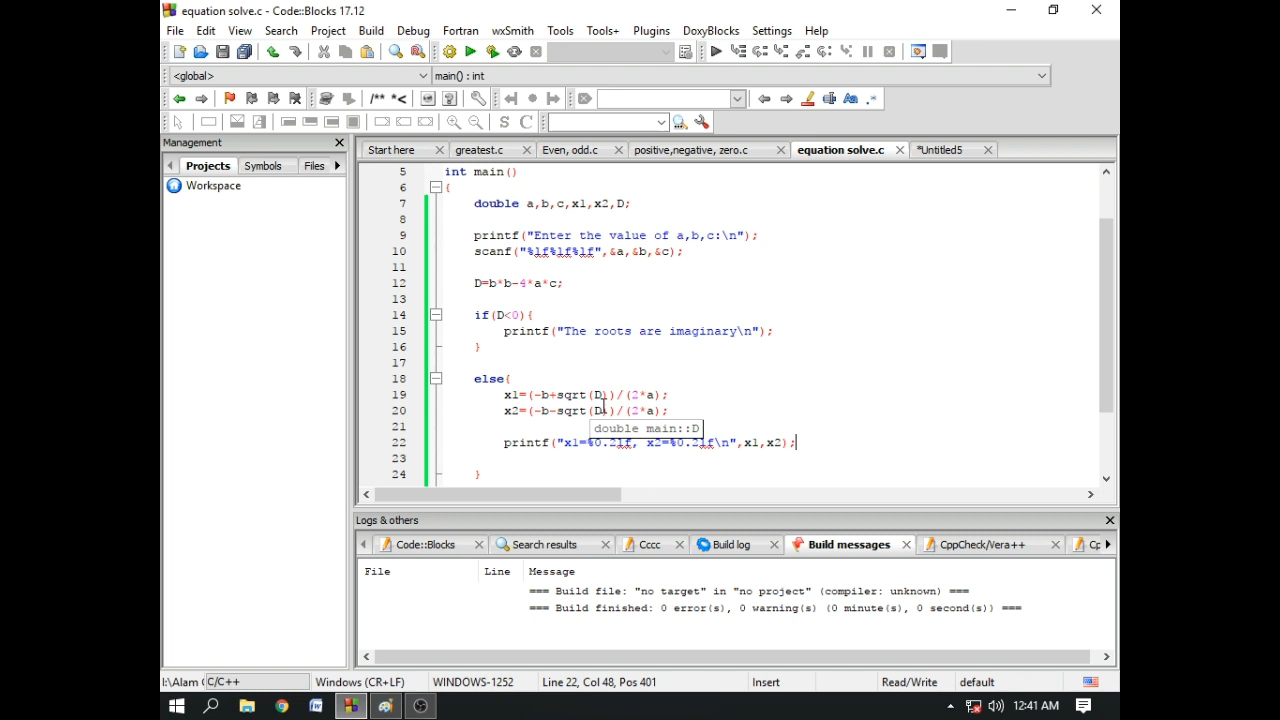 equation solve.c - Code::Blocks 17.12
File Edit View Search Project Build Debug Fortran wxSmith Tools Tools+ Plugins DoxyBlocks Settings Help
<global> main() : int
/** *<
S C
Management
Projects Symbols Files
Workspace
Start here greatest.c Even, odd.c positive,negative, zero.c equation solve.c *Untitled5
5 int main()
6 {
7 double a,b,c,x1,x2,D;
8
9 printf("Enter the value of a,b,c:\n");
10 scanf("%lf%lf%lf",&a,&b,&c);
11
12 D=b*b-4*a*c;
13
14 if(D<0){
15 printf("The roots are imaginary\n");
16 }
17
18 else{
19 x1=(-b+sqrt(D))/(2*a);
20 x2=(-b-sqrt(D))/(2*a);
21 double main::D
22 printf("x1=%0.2lf, x2=%0.2lf\n",x1,x2);
23
24 }
Logs & others
Code::Blocks Search results Cccc Build log Build messages CppCheck/Vera++ Cp
File Line Message
=== Build file: "no target" in "no project" (compiler: unknown) ===
=== Build finished: 0 error(s), 0 warning(s) (0 minute(s), 0 second(s)) ===
I:\Alam C/C++ Windows (CR+LF) WINDOWS-1252 Line 22, Col 48, Pos 401 Insert Read/Write default
12:41 AM